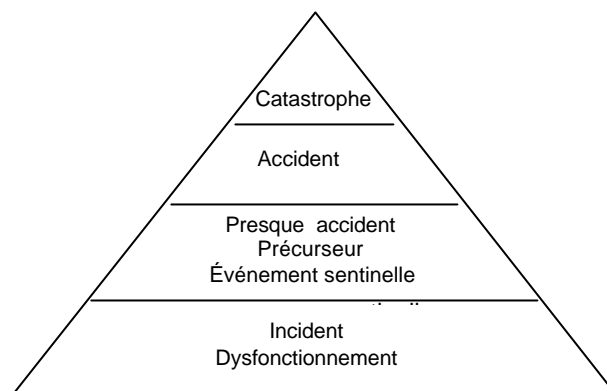 Catastrophe
Accident
Presque accident
Précurseur
Événement sentinelle
Incident
Dysfonctionnement